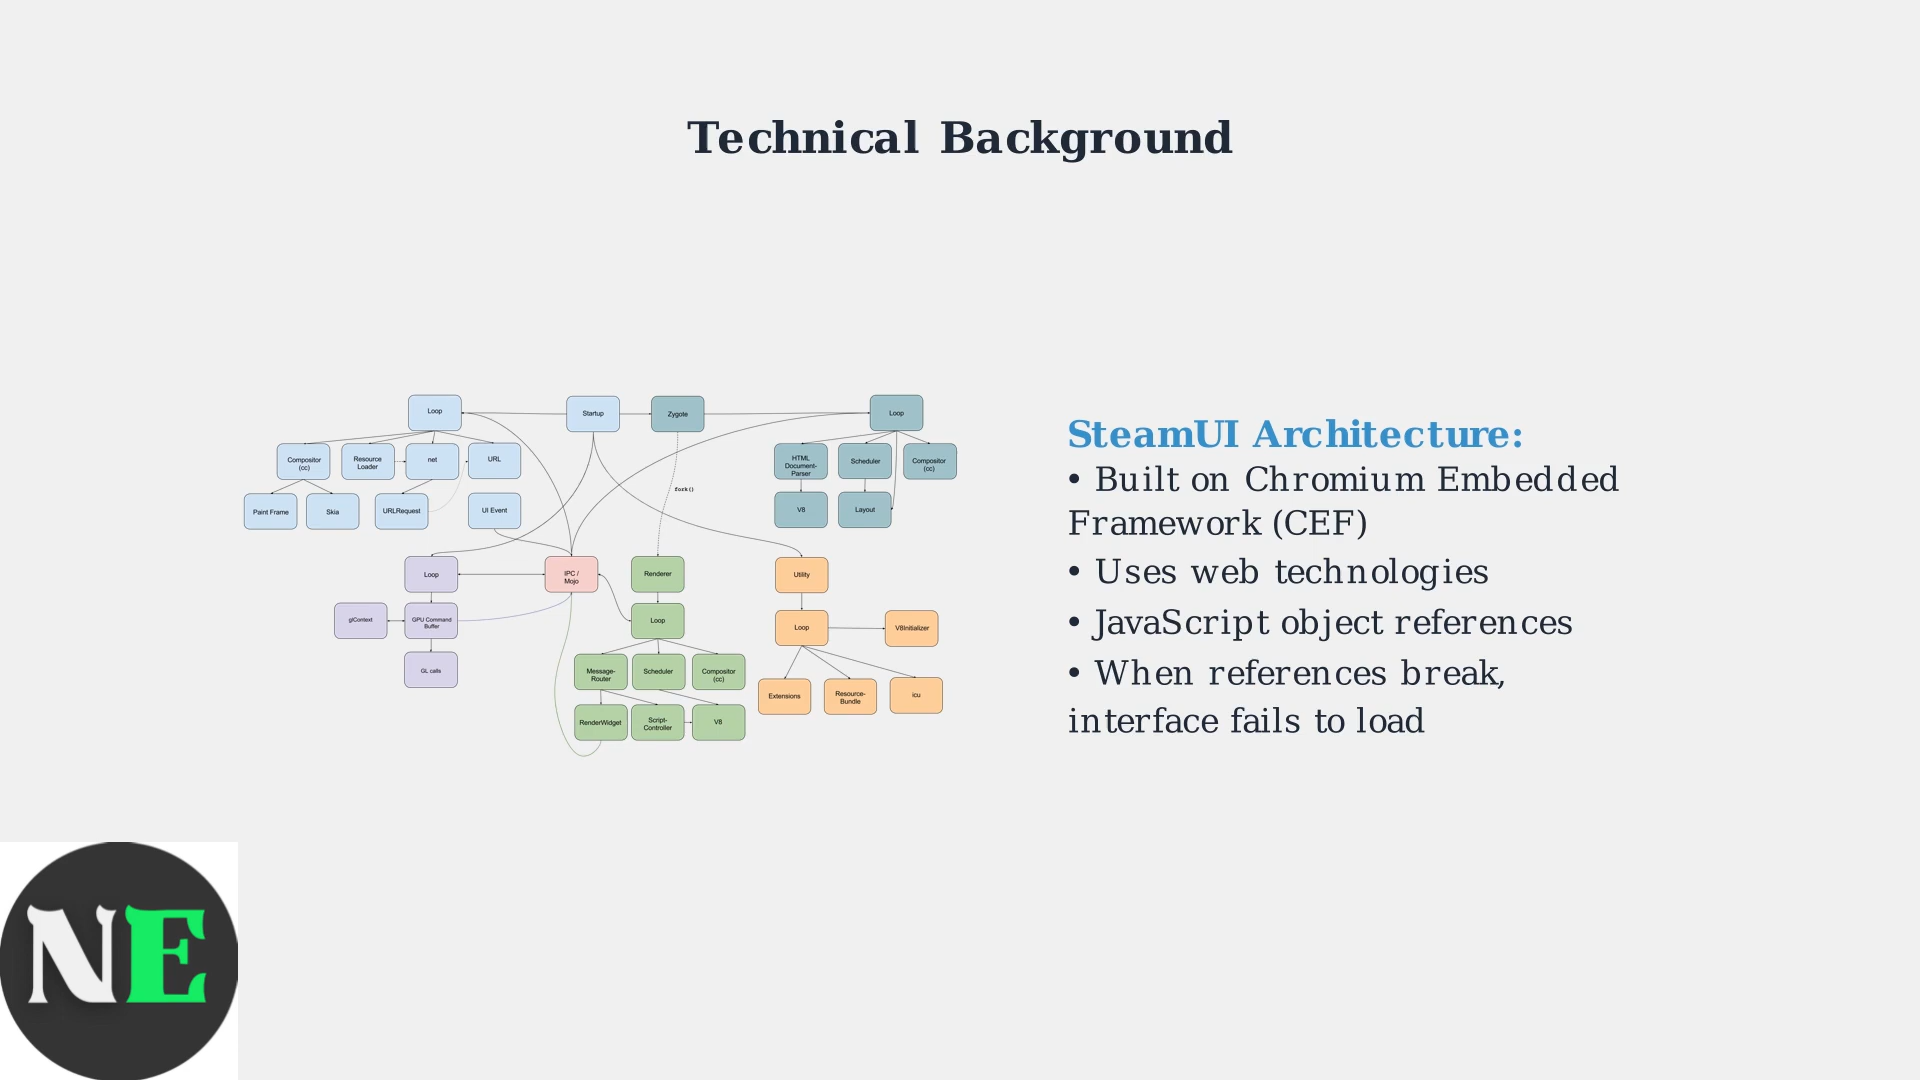 Technical Background
Loop
Startup
Zygote
Loop
Compositor
(cc)
Resource
Loader
net
URL
HTML
Document-
Parser
Scheduler
Compositor
(cc)
fork()
Paint Frame
Skia
URLRequest
UI Event
V8
Layout
Loop
IPC /
Mojo
Renderer
Utility
glContext
GPU Command
Buffer
Loop
Loop
V8Initializer
GL calls
Message-
Router
Scheduler
Compositor
(cc)
Extensions
Resource-
Bundle
icu
RenderWidget
Script-
Controller
V8
SteamUI Architecture:
• Built on Chromium Embedded
Framework (CEF)
• Uses web technologies
• JavaScript object references
• When references break,
interface fails to load
NE